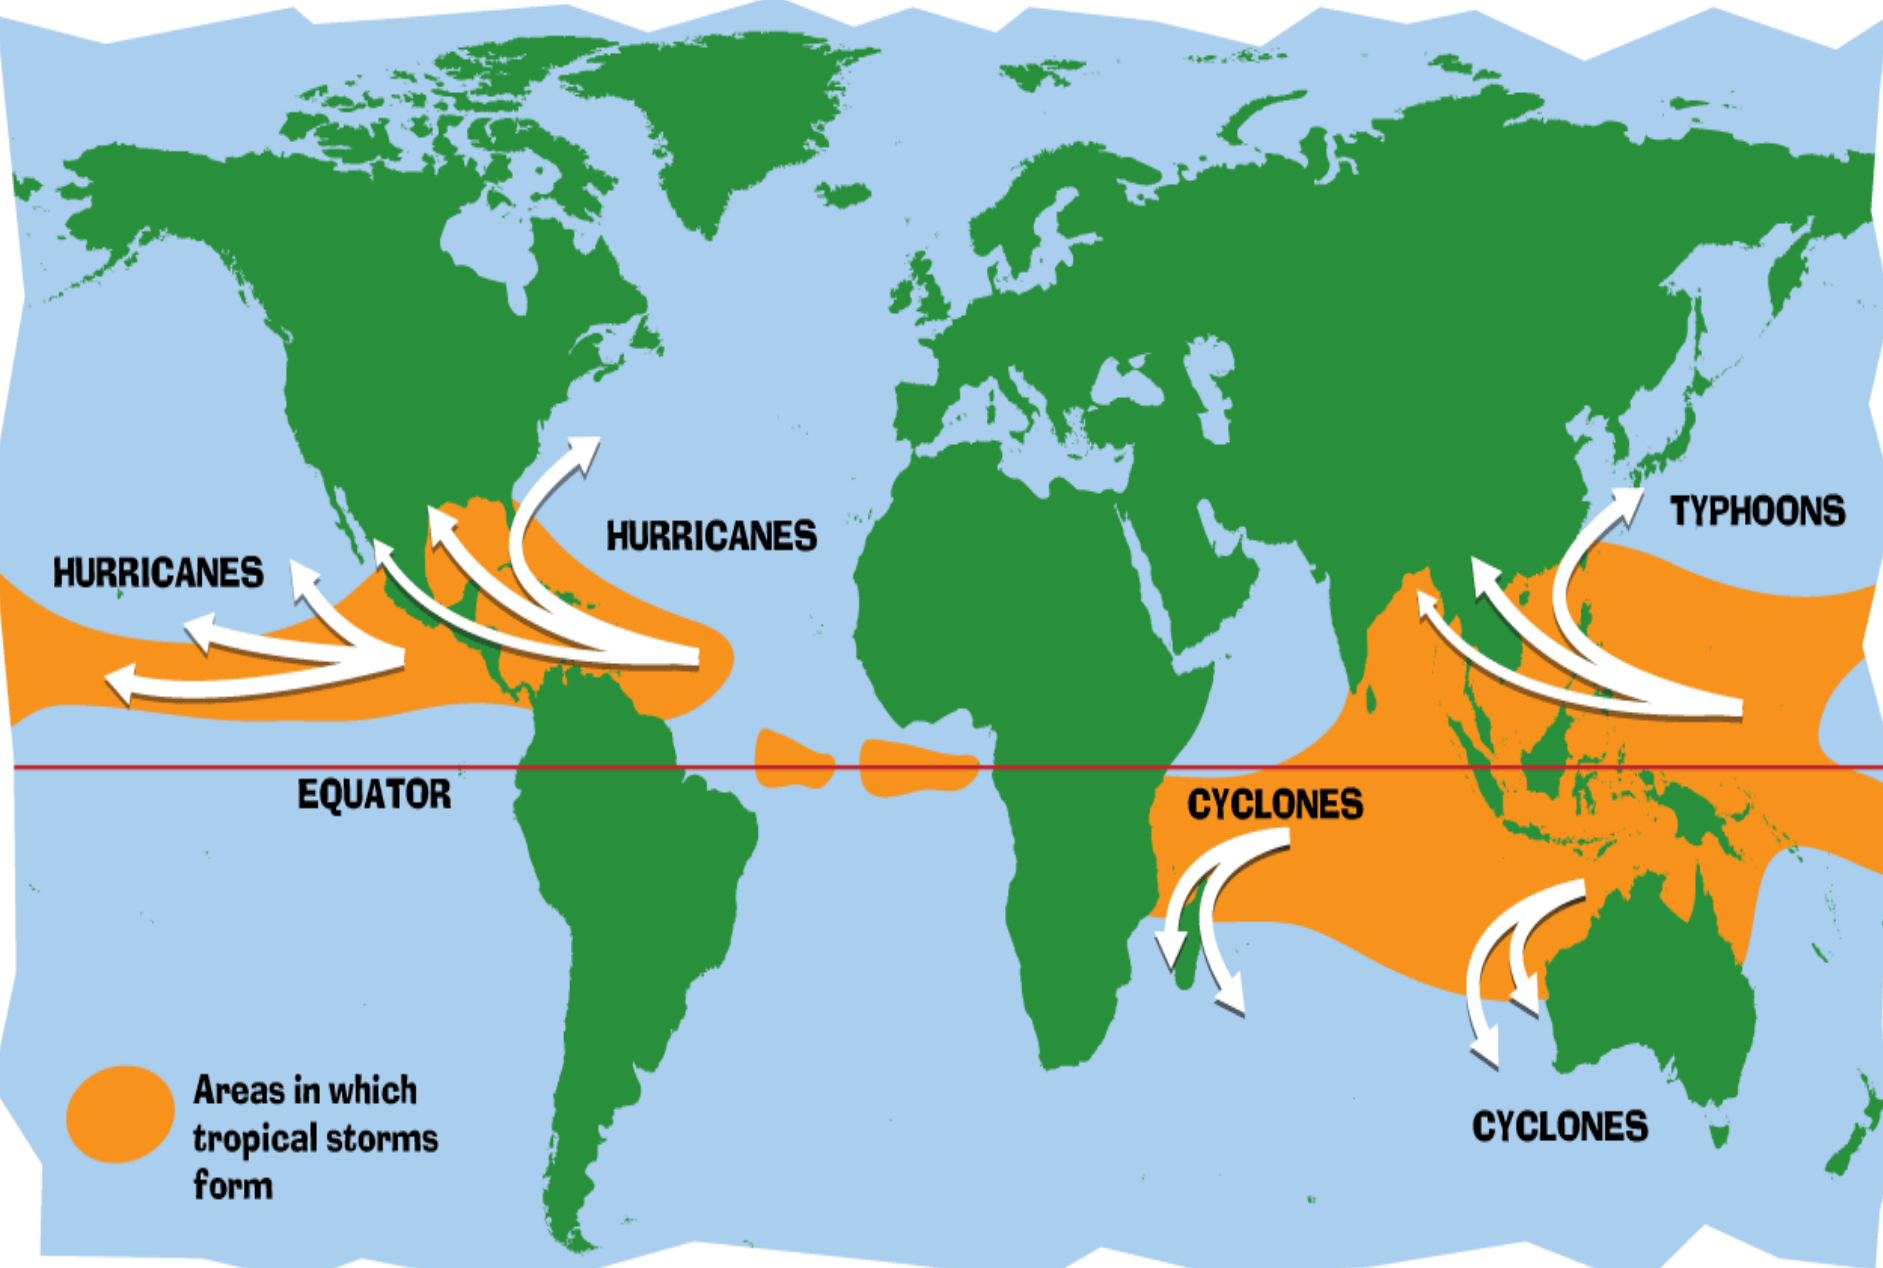 TYPHOONS
HURRICANES
HURRICANES
EQUATOR
CYCLONES
Areas in which
tropical storms
form
CYCLONES